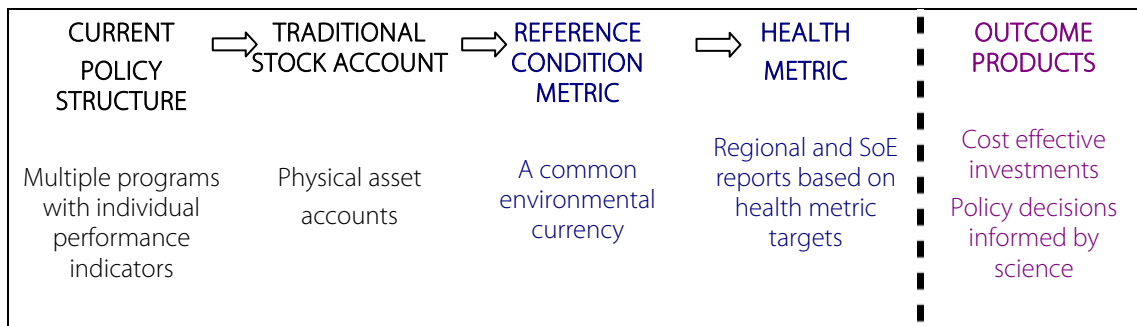 CURRENT
POLICY
STRUCTURE
TRADITIONAL
STOCK ACCOUNT
REFERENCE
CONDITION
METRIC
HEALTH
METRIC
OUTCOME
PRODUCTS
Multiple programs
with individual
performance
indicators
Physical asset
accounts
A common
environmental
currency
Regional and SoE
reports based on
health metric
targets
Cost effective
investments
Policy decisions
informed by
science